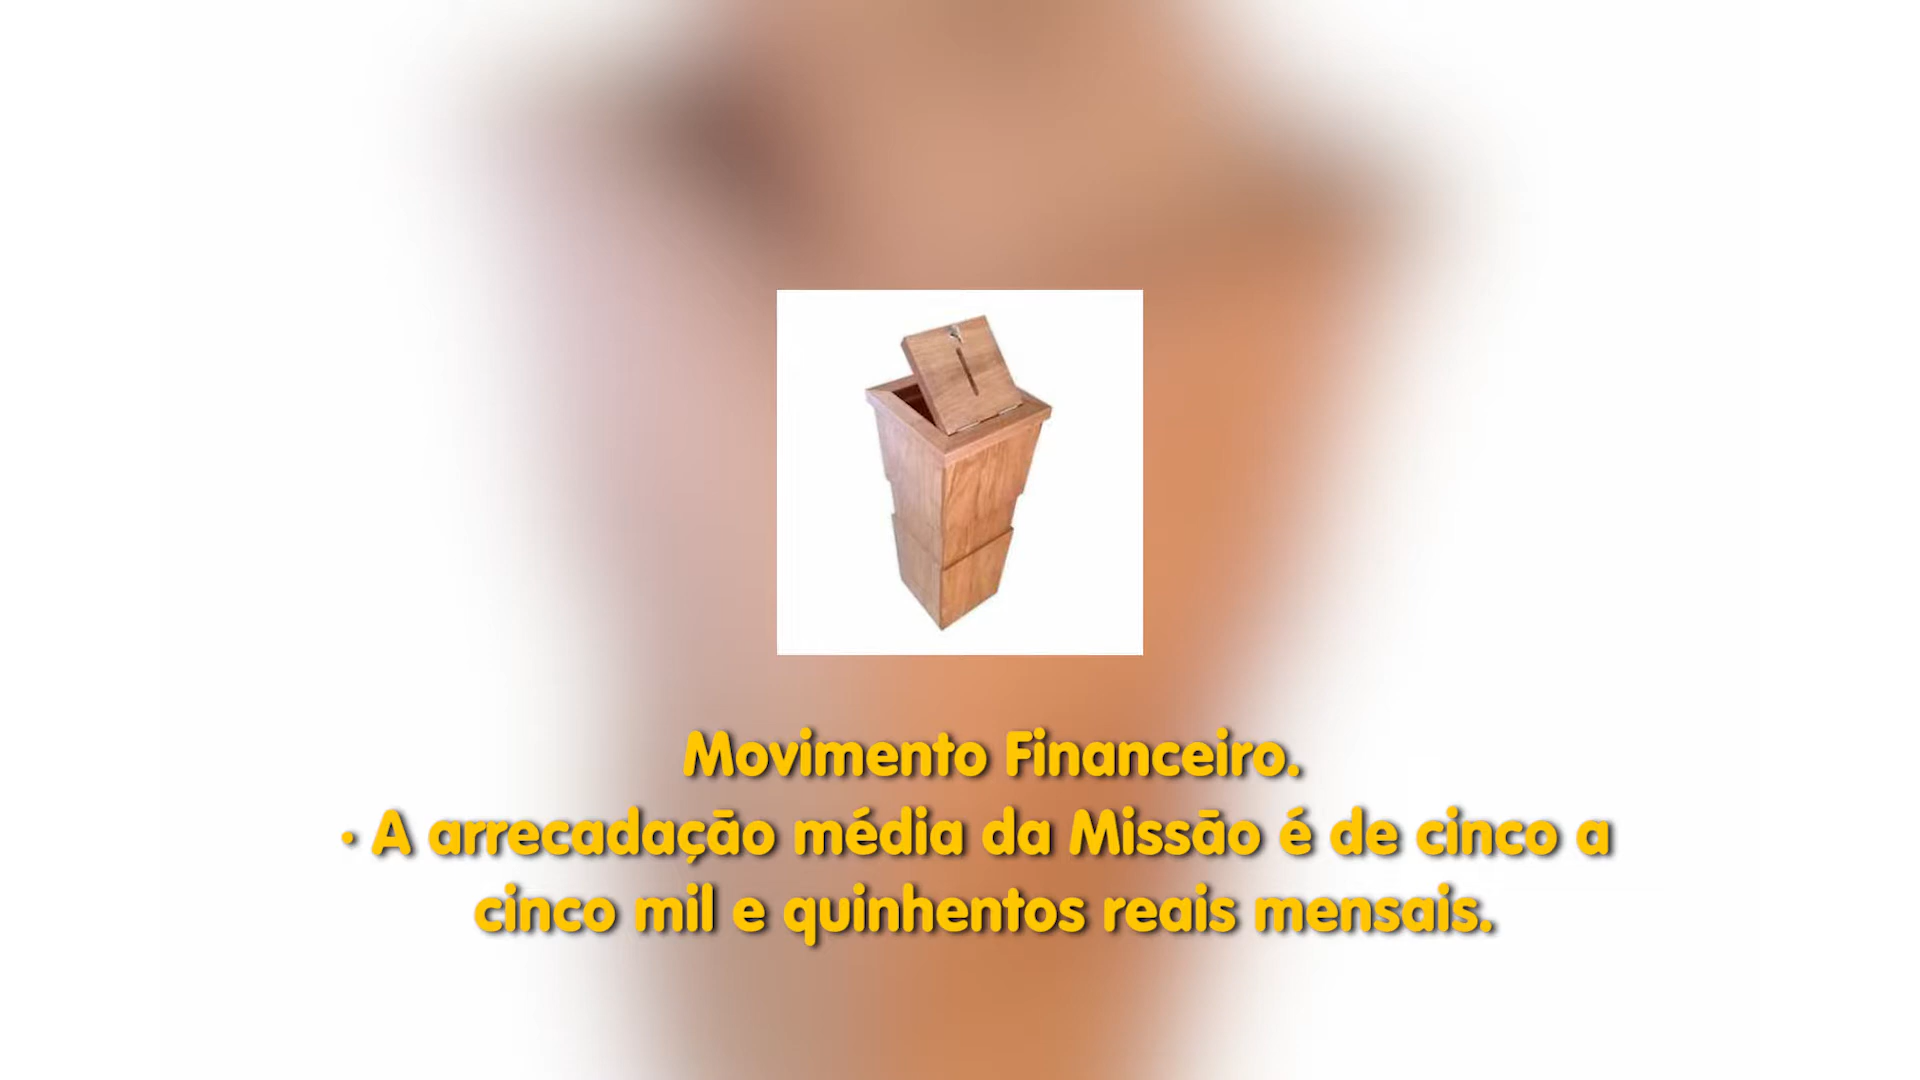 Movimento Financeiro.
• A arrecadação média da Missão é de cinco a
cinco mil e quinhentos reais mensais.